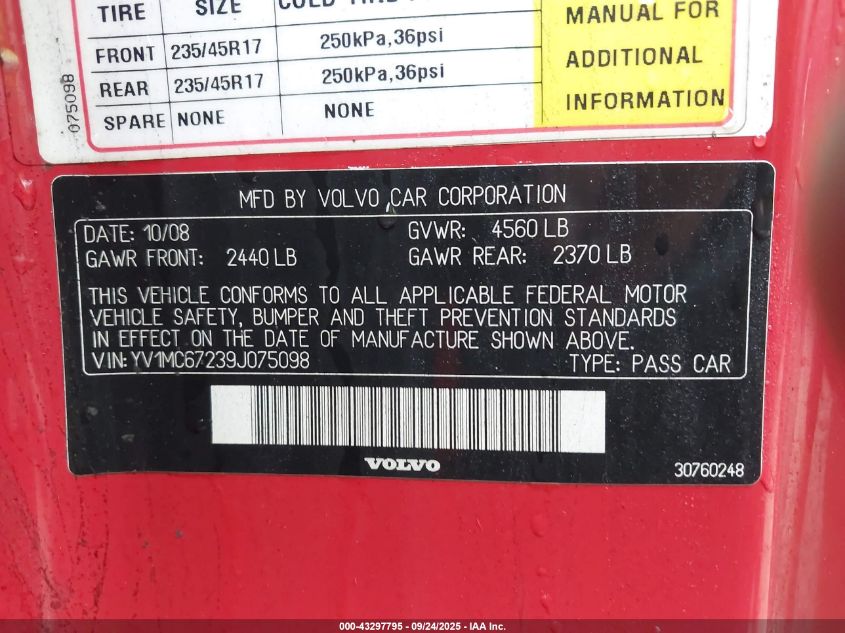 TIRE SIZE
FRONT 235/45R17 250kPa,36psi
REAR 235/45R17 250kPa,36psi
SPARE NONE NONE
MANUAL FOR
ADDITIONAL
INFORMATION
075098
MFD BY VOLVO CAR CORPORATION
DATE: 10/08 GVWR: 4560 LB
GAWR FRONT: 2440 LB GAWR REAR: 2370 LB
THIS VEHICLE CONFORMS TO ALL APPLICABLE FEDERAL MOTOR
VEHICLE SAFETY, BUMPER AND THEFT PREVENTION STANDARDS
IN EFFECT ON THE DATE OF MANUFACTURE SHOWN ABOVE.
VIN: YV1MC67239J075098 TYPE: PASS CAR
VOLVO
30760248
000-43297795 - 09/24/2025 - IAA Inc.